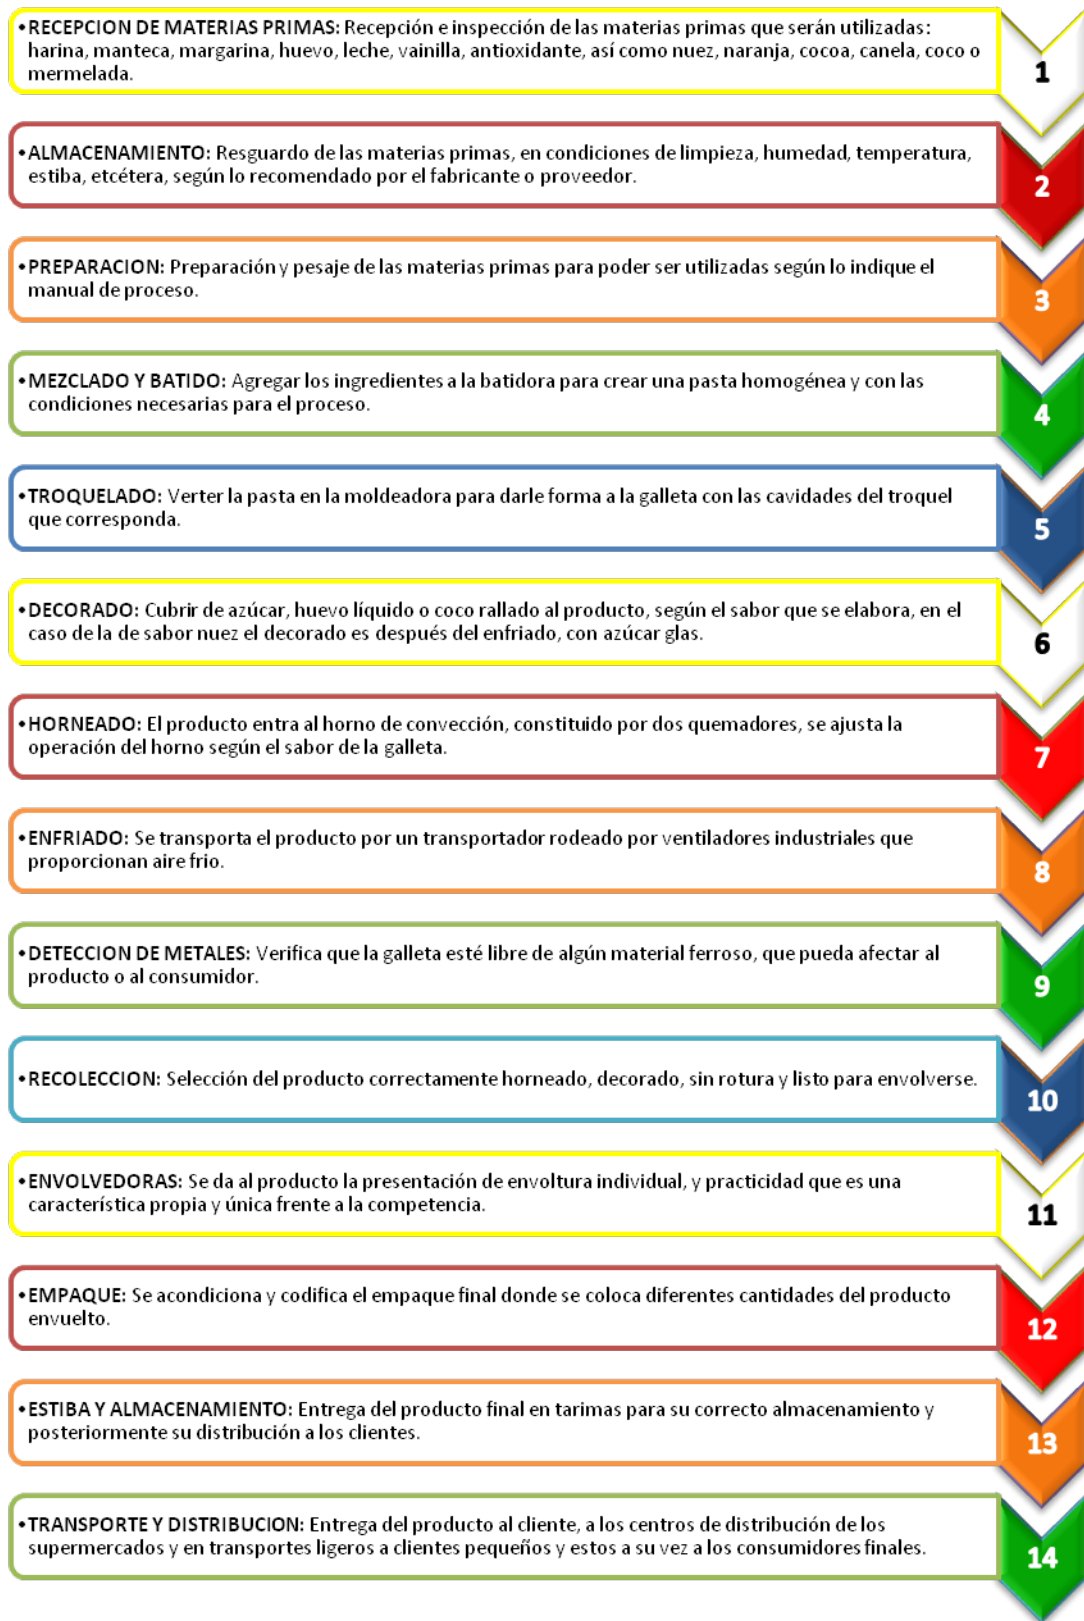 •RECEPCION DE MATERIAS PRIMAS: Recepción e inspección de las materias primas que serán utilizadas:
harina, manteca, margarina, huevo, leche, vainilla, antioxidante, así como nuez, naranja, cocoa, canela, coco o
mermelada.
1
•ALMACENAMIENTO: Resguardo de las materias primas, en condiciones de limpieza, humedad, temperatura,
estiba, etcétera, según lo recomendado por el fabricante o proveedor.
2
•PREPARACION: Preparación y pesaje de las materias primas para poder ser utilizadas según lo indique el
manual de proceso.
3
•MEZCLADO Y BATIDO: Agregar los ingredientes a la batidora para crear una pasta homogénea y con las
condiciones necesarias para el proceso.
4
•TROQUELADO: Verter la pasta en la moldeadora para darle forma a la galleta con las cavidades del troquel
que corresponda.
5
•DECORADO: Cubrir de azúcar, huevo líquido o coco rallado al producto, según el sabor que se elabora, en el
caso de la de sabor nuez el decorado es después del enfriado, con azúcar glas.
6
•HORNEADO: El producto entra al horno de convección, constituido por dos quemadores, se ajusta la
operación del horno según el sabor de la galleta.
7
•ENFRIADO: Se transporta el producto por un transportador rodeado por ventiladores industriales que
proporcionan aire frio.
8
•DETECCION DE METALES: Verifica que la galleta esté libre de algún material ferroso, que pueda afectar al
producto o al consumidor.
9
•RECOLECCION: Selección del producto correctamente horneado, decorado, sin rotura y listo para envolverse.
10
•ENVOLVEDORAS: Se da al producto la presentación de envoltura individual, y practicidad que es una
característica propia y única frente a la competencia.
11
•EMPAQUE: Se acondiciona y codifica el empaque final donde se coloca diferentes cantidades del producto
envuelto.
12
•ESTIBA Y ALMACENAMIENTO: Entrega del producto final en tarimas para su correcto almacenamiento y
posteriormente su distribución a los clientes.
13
•TRANSPORTE Y DISTRIBUCION: Entrega del producto al cliente, a los centros de distribución de los
supermercados y en transportes ligeros a clientes pequeños y estos a su vez a los consumidores finales.
14